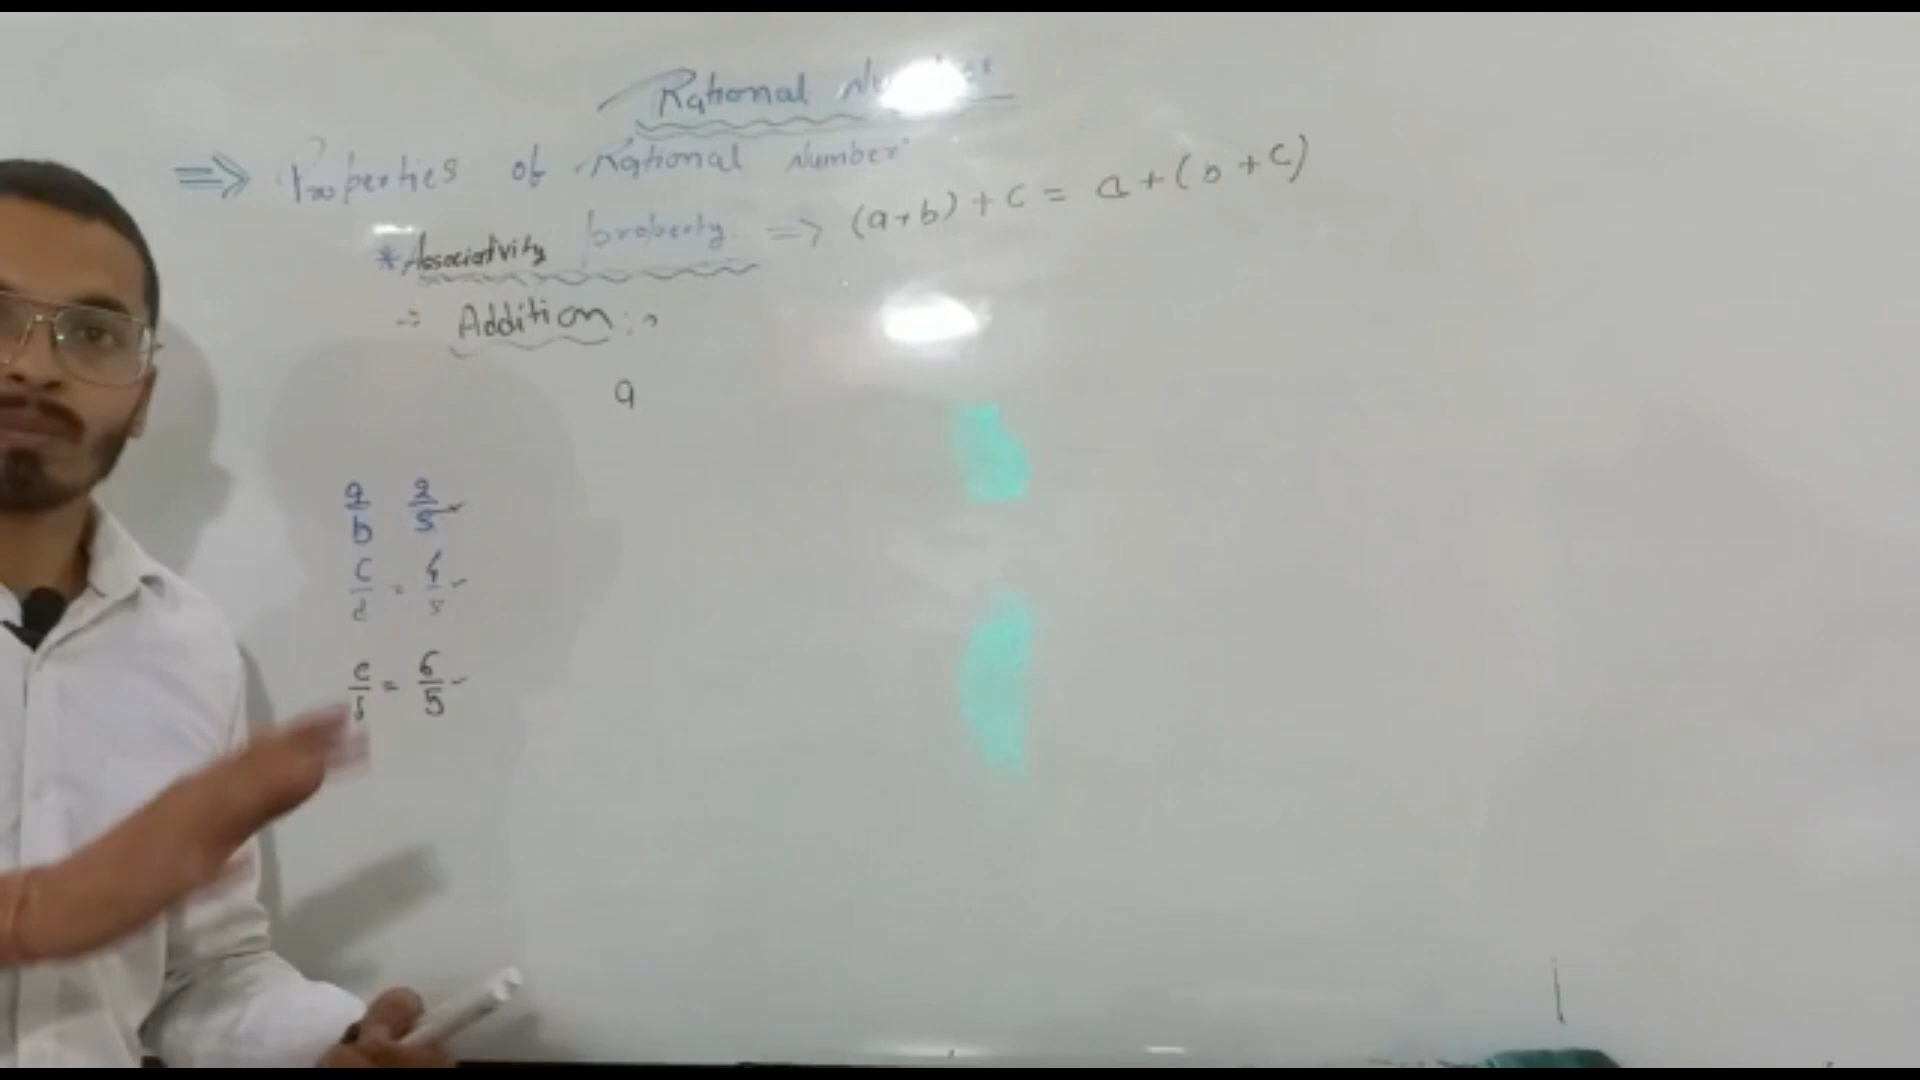 Rational
⇒ Properties of Rational Number
* Associativity property ⇒ (a+b)+c = a+(b+c)
Addition :
a
a/b 2/5
c/d = 4/5
e/f = 6/5